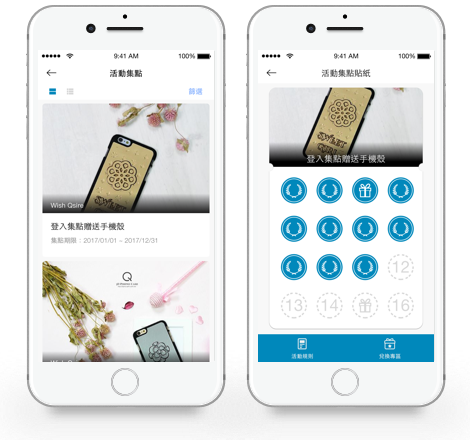 9:41 AM
100%
活動集點
篩選
Wish Qsire
登入集點贈送手機殼
集點期限：2017/01/01 ~ 2017/12/31
Q
9:41 AM
100%
活動集點貼紙
登入集點贈送手機殼
12
13
14
16
活動規則
兌換專區